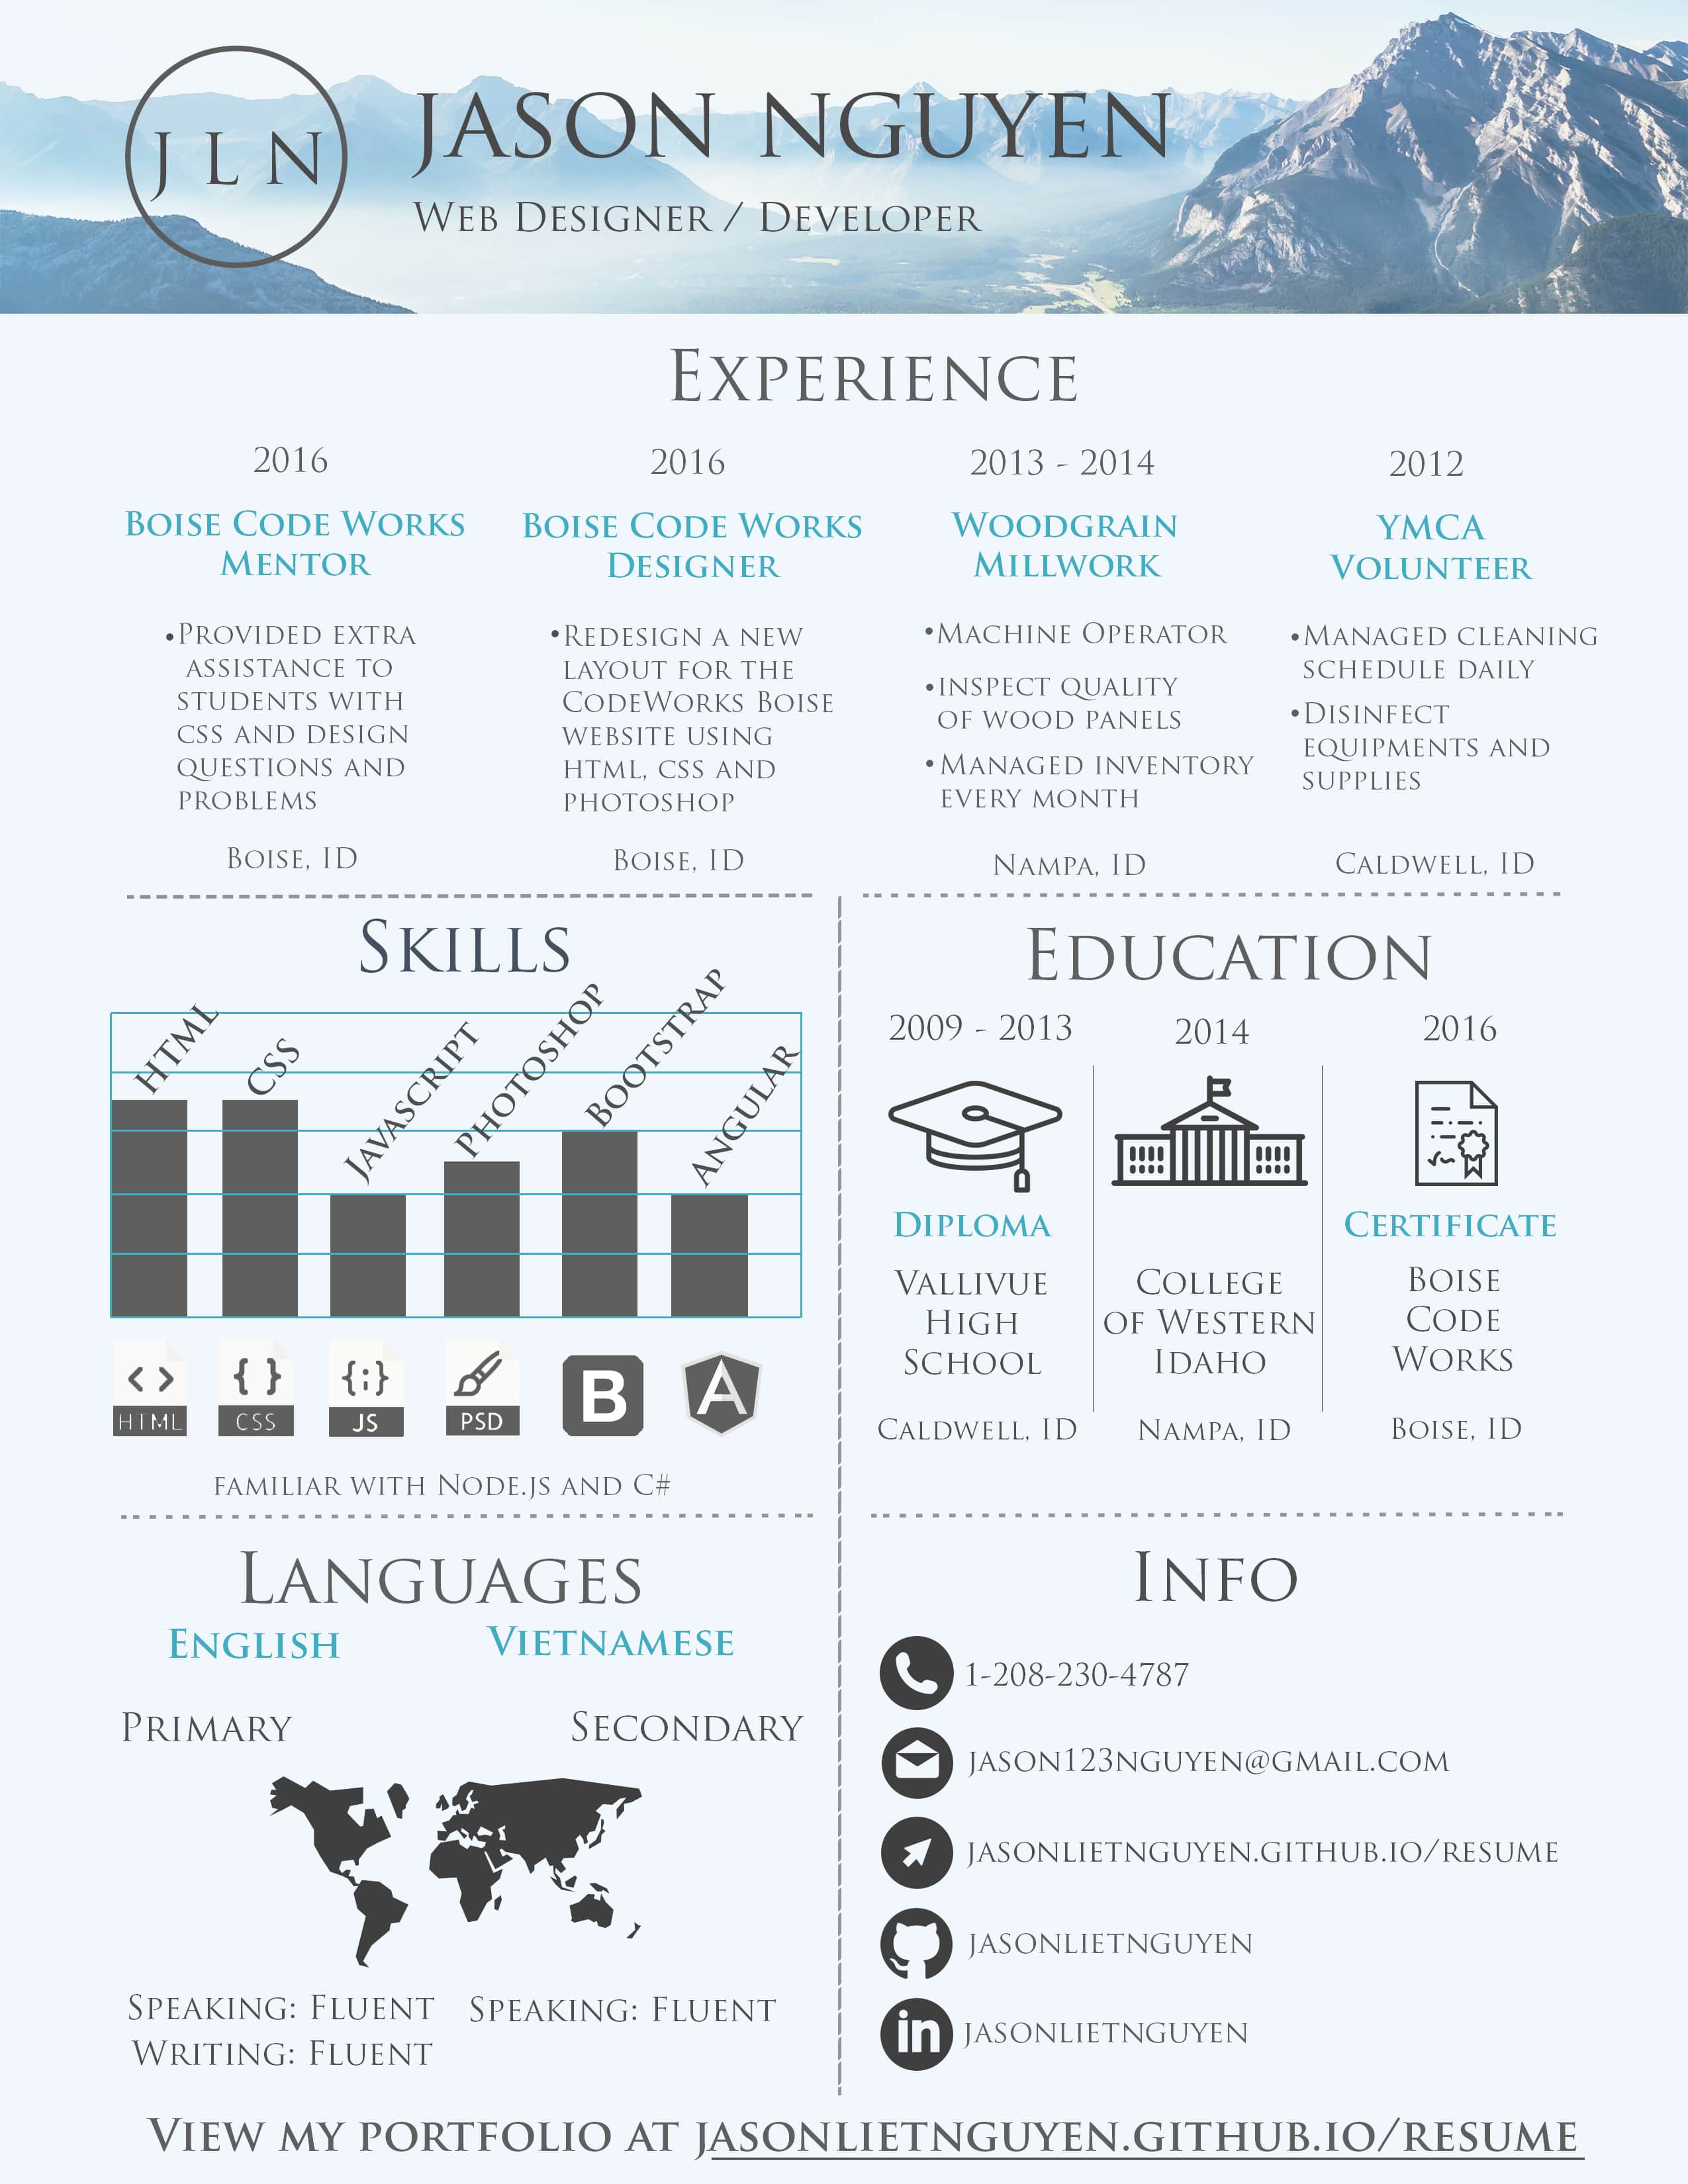 J L N
JASON NGUYEN
WEB DESIGNER / DEVELOPER
EXPERIENCE
2016
BOISE CODE WORKS
MENTOR
•PROVIDED EXTRA
ASSISTANCE TO
STUDENTS WITH
CSS AND DESIGN
QUESTIONS AND
PROBLEMS
BOISE, ID
2016
BOISE CODE WORKS
DESIGNER
•REDESIGN A NEW
LAYOUT FOR THE
CODEWORKS BOISE
WEBSITE USING
HTML, CSS AND
PHOTOSHOP
BOISE, ID
2013 - 2014
WOODGRAIN
MILLWORK
•MACHINE OPERATOR
•INSPECT QUALITY
OF WOOD PANELS
•MANAGED INVENTORY
EVERY MONTH
NAMPA, ID
2012
YMCA
VOLUNTEER
•MANAGED CLEANING
SCHEDULE DAILY
•DISINFECT
EQUIPMENTS AND
SUPPLIES
CALDWELL, ID
SKILLS
HTML
CSS
JAVASCRIPT
PHOTOSHOP
BOOTSTRAP
ANGULAR
HTML
CSS
{;}
JS
PSD
B
A
FAMILIAR WITH NODE.JS AND C#
EDUCATION
2009 - 2013
DIPLOMA
VALLIVUE
HIGH
SCHOOL
CALDWELL, ID
2014
COLLEGE
OF WESTERN
IDAHO
NAMPA, ID
2016
CERTIFICATE
BOISE
CODE
WORKS
BOISE, ID
LANGUAGES
ENGLISH
VIETNAMESE
PRIMARY
SECONDARY
SPEAKING: FLUENT
WRITING: FLUENT
SPEAKING: FLUENT
INFO
1-208-230-4787
JASON123NGUYEN@GMAIL.COM
JASONLIETNGUYEN.GITHUB.IO/RESUME
JASONLIETNGUYEN
in
JASONLIETNGUYEN
VIEW MY PORTFOLIO AT JASONLIETNGUYEN.GITHUB.IO/RESUME